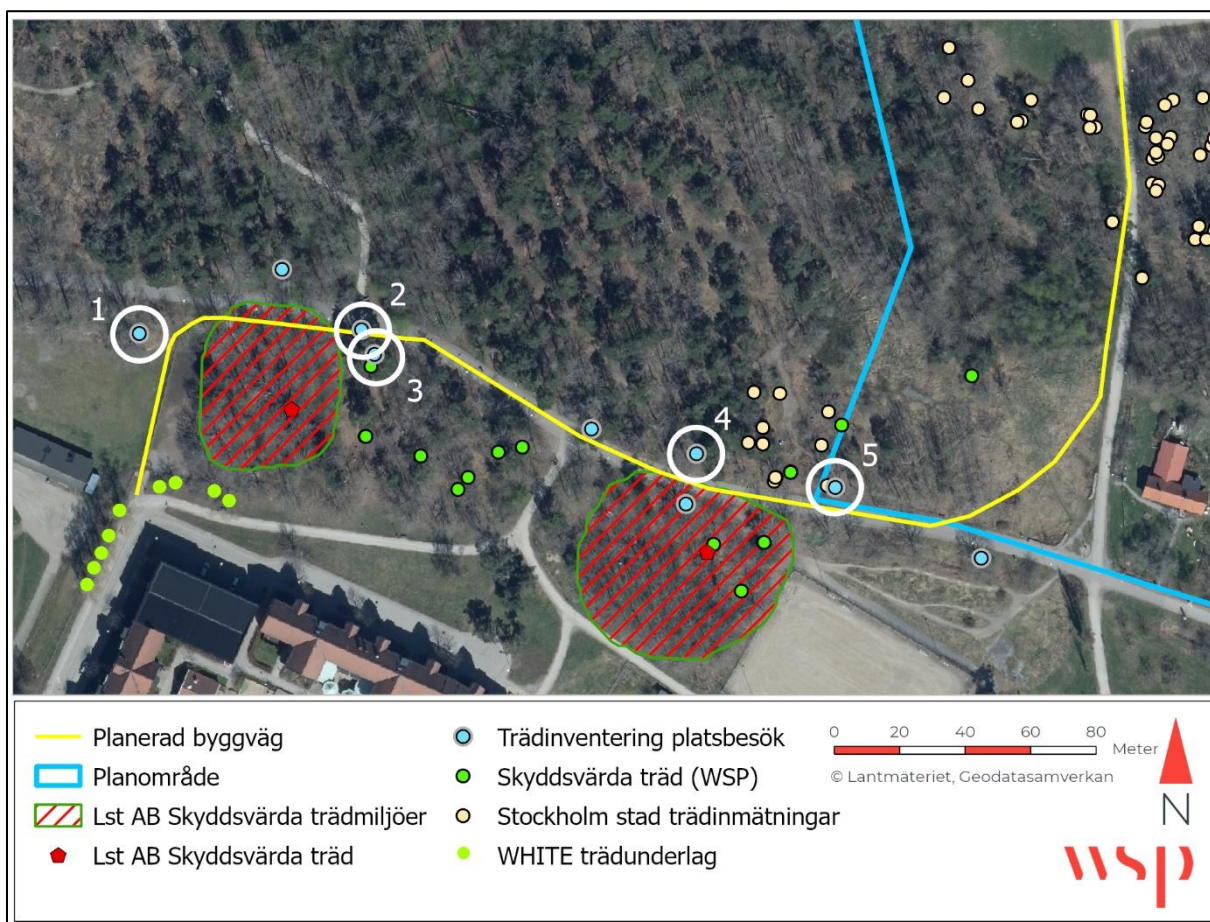 1
2
3
4
5
Planerad byggväg
Planområde
Lst AB Skyddsvärda trädmiljöer
Lst AB Skyddsvärda träd
Trädinventering platsbesök
Skyddsvärda träd (WSP)
Stockholm stad trädinmätningar
WHITE trädunderlag
0 20 40 60 80
Meter
© Lantmäteriet, Geodatasamverkan
N
wsp